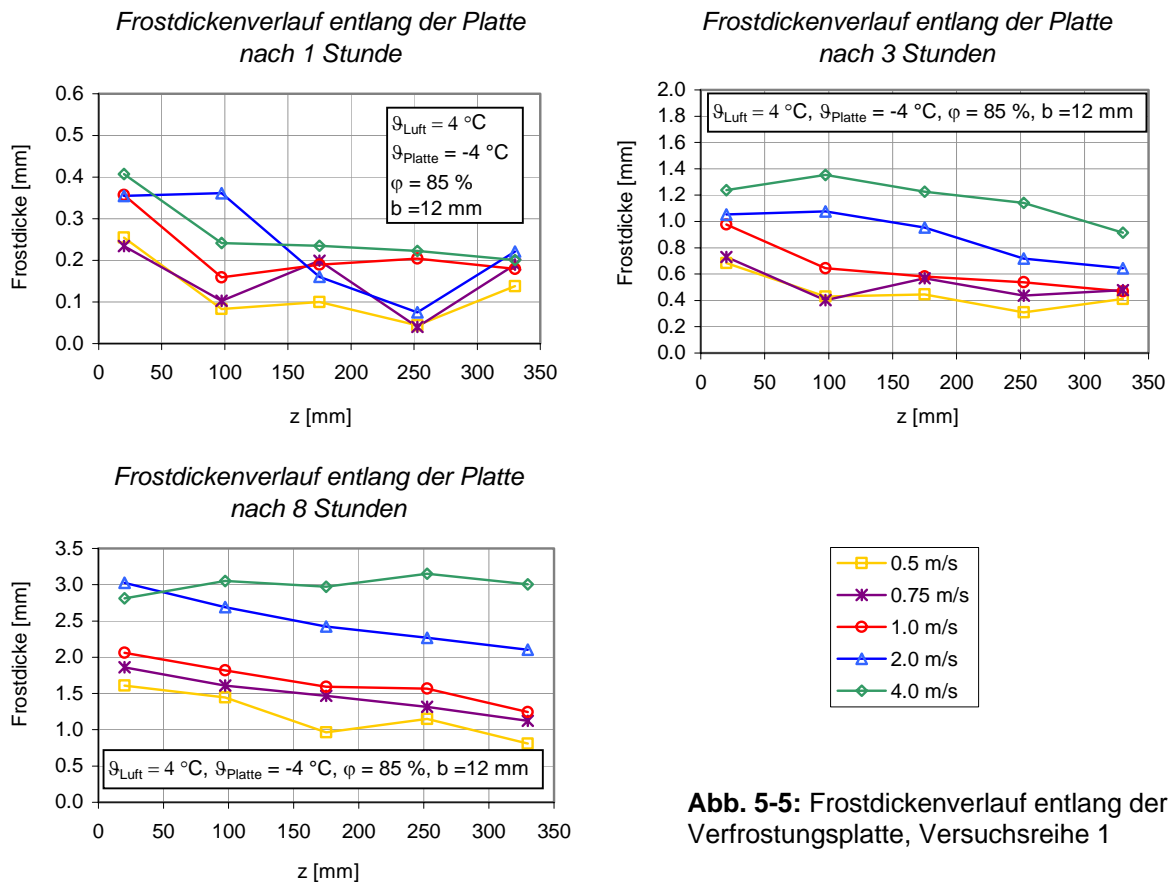 Frostdickenverlauf entlang der Platte
nach 1 Stunde
0.6
0.5
0.4
0.3
0.2
0.1
0.0
Frostdicke [mm]
ϑLuft = 4 °C
ϑPlatte = -4 °C
φ = 85 %
b =12 mm
0 50 100 150 200 250 300 350
z [mm]
Frostdickenverlauf entlang der Platte
nach 3 Stunden
2.0
1.8
1.6
1.4
1.2
1.0
0.8
0.6
0.4
0.2
0.0
Frostdicke [mm]
ϑLuft = 4 °C, ϑPlatte = -4 °C, φ = 85 %, b =12 mm
0 50 100 150 200 250 300 350
z [mm]
Frostdickenverlauf entlang der Platte
nach 8 Stunden
3.5
3.0
2.5
2.0
1.5
1.0
0.5
0.0
Frostdicke [mm]
ϑLuft = 4 °C, ϑPlatte = -4 °C, φ = 85 %, b =12 mm
0 50 100 150 200 250 300 350
z [mm]
0.5 m/s
0.75 m/s
1.0 m/s
2.0 m/s
4.0 m/s
Abb. 5-5: Frostdickenverlauf entlang der
Verfrostungsplatte, Versuchsreihe 1